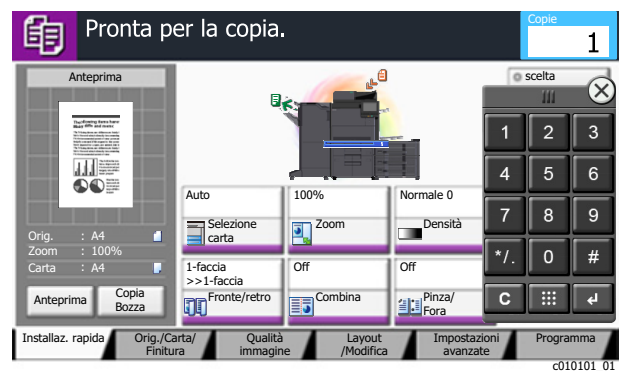 Pronta per la copia.
Copie
1
Anteprima
scelta
1 2 3
4 5 6
7 8 9
*/. 0 #
C
Orig. : A4
Zoom : 100%
Carta : A4
Anteprima
Copia
Bozza
Auto
Selezione
carta
100%
Zoom
Normale 0
Densità
1-faccia
>>1-faccia
Fronte/retro
Off
Combina
Off
Pinza/
Fora
Installaz. rapida
Orig./Carta/
Finitura
Qualità
immagine
Layout
/Modifica
Impostazioni
avanzate
Programma
c010101_01